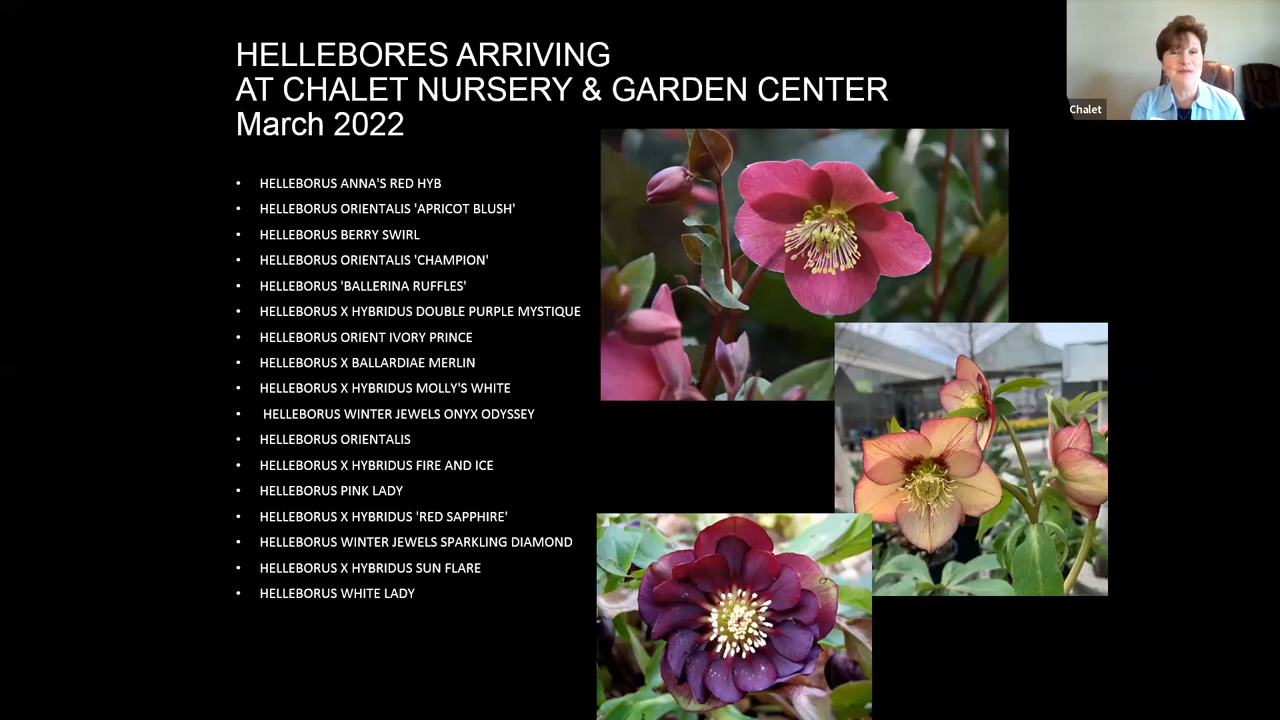 HELLEBORES ARRIVING
AT CHALET NURSERY & GARDEN CENTER
March 2022
Chalet
• HELLEBORUS ANNA'S RED HYB
• HELLEBORUS ORIENTALIS 'APRICOT BLUSH'
• HELLEBORUS BERRY SWIRL
• HELLEBORUS ORIENTALIS 'CHAMPION'
• HELLEBORUS 'BALLERINA RUFFLES'
• HELLEBORUS X HYBRIDUS DOUBLE PURPLE MYSTIQUE
• HELLEBORUS ORIENT IVORY PRINCE
• HELLEBORUS X BALLARDIAE MERLIN
• HELLEBORUS X HYBRIDUS MOLLY'S WHITE
• HELLEBORUS WINTER JEWELS ONYX ODYSSEY
• HELLEBORUS ORIENTALIS
• HELLEBORUS X HYBRIDUS FIRE AND ICE
• HELLEBORUS PINK LADY
• HELLEBORUS X HYBRIDUS 'RED SAPPHIRE'
• HELLEBORUS WINTER JEWELS SPARKLING DIAMOND
• HELLEBORUS X HYBRIDUS SUN FLARE
• HELLEBORUS WHITE LADY